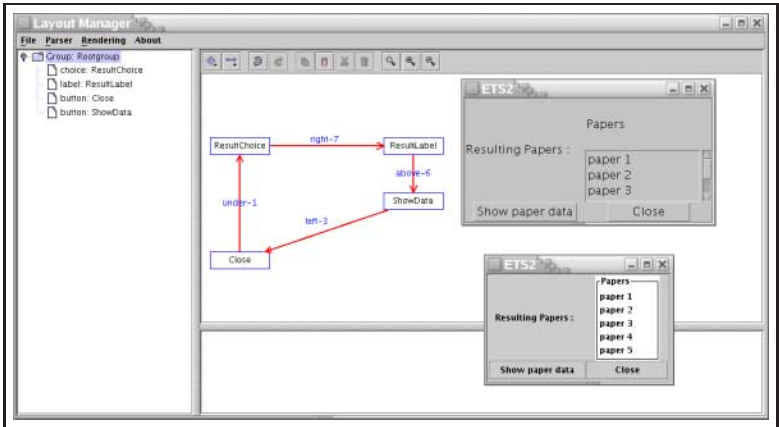 Layout Manager
File Parser Rendering About
Group: Rootgroup
choice: ResultChoice
label: ResultLabel
button: Close
button: ShowData
ResultChoice
right-7
ResultLabel
above-6
under-1
ShowData
left-3
Close
ETS2
Papers
Resulting Papers :
paper 1
paper 2
paper 3
Show paper data
Close
ETS2
Papers
paper 1
paper 2
Resulting Papers :
paper 3
paper 4
paper 5
Show paper data
Close